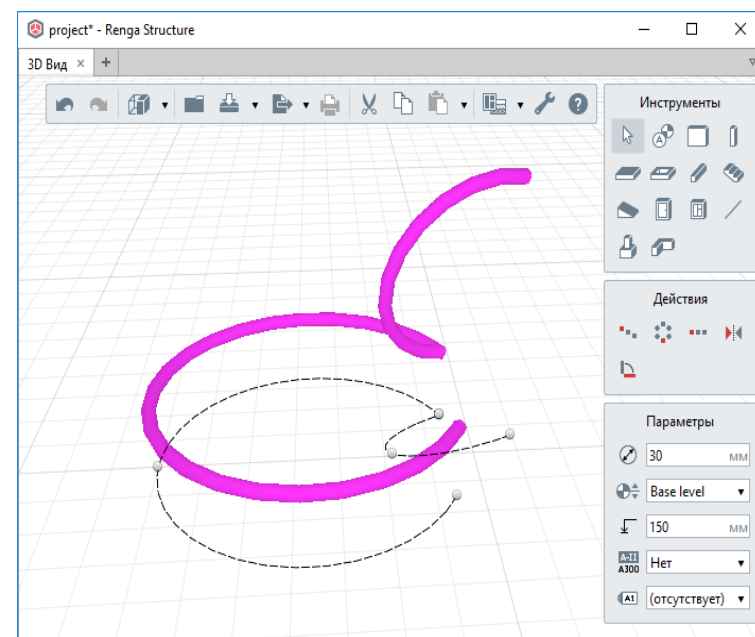 project* - Renga Structure
3D Вид
Инструменты
A
Действия
Параметры
30 мм
Base level
150 мм
A-II
A300
Нет
A1
(отсутствует)